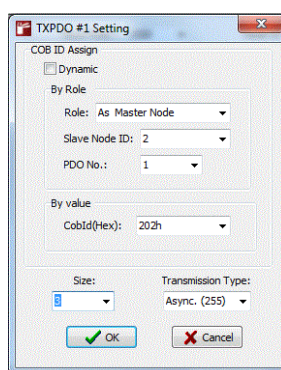 TXPDO #1 Setting
COB ID Assign
Dynamic
By Role
Role: As Master Node
Slave Node ID: 2
PDO No.: 1
By value
CobId(Hex): 202h
Size: Transmission Type:
3 Async. (255)
OK Cancel